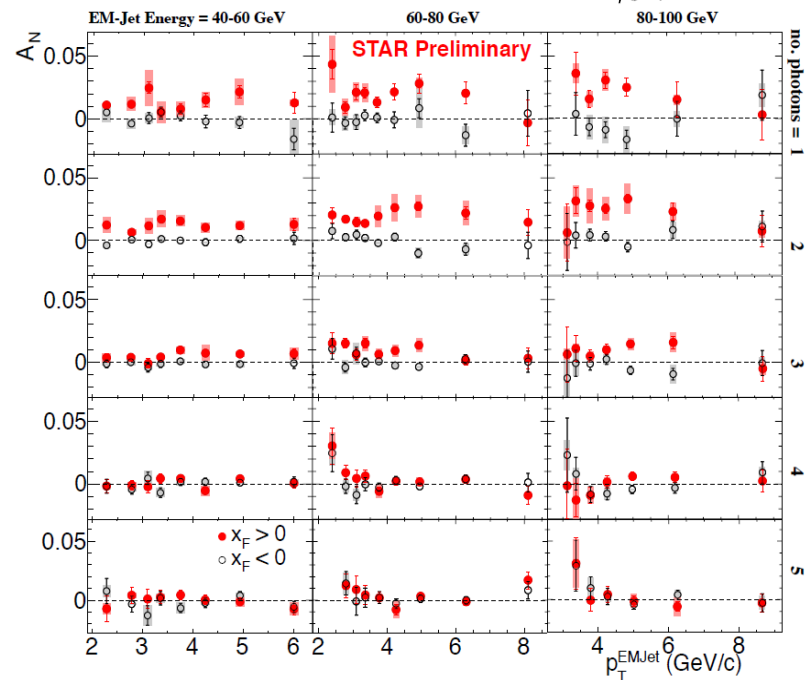 EM-Jet Energy = 40-60 GeV 60-80 GeV 80-100 GeV
A_N
STAR Preliminary
no. photons = 1
0.05
0
2
0.05
0
3
0.05
0
4
0.05
0
5
0.05
0
x_F > 0
x_F < 0
2 3 4 5 6 2 4 6 8 4 6 8
p_T^EMJet (GeV/c)